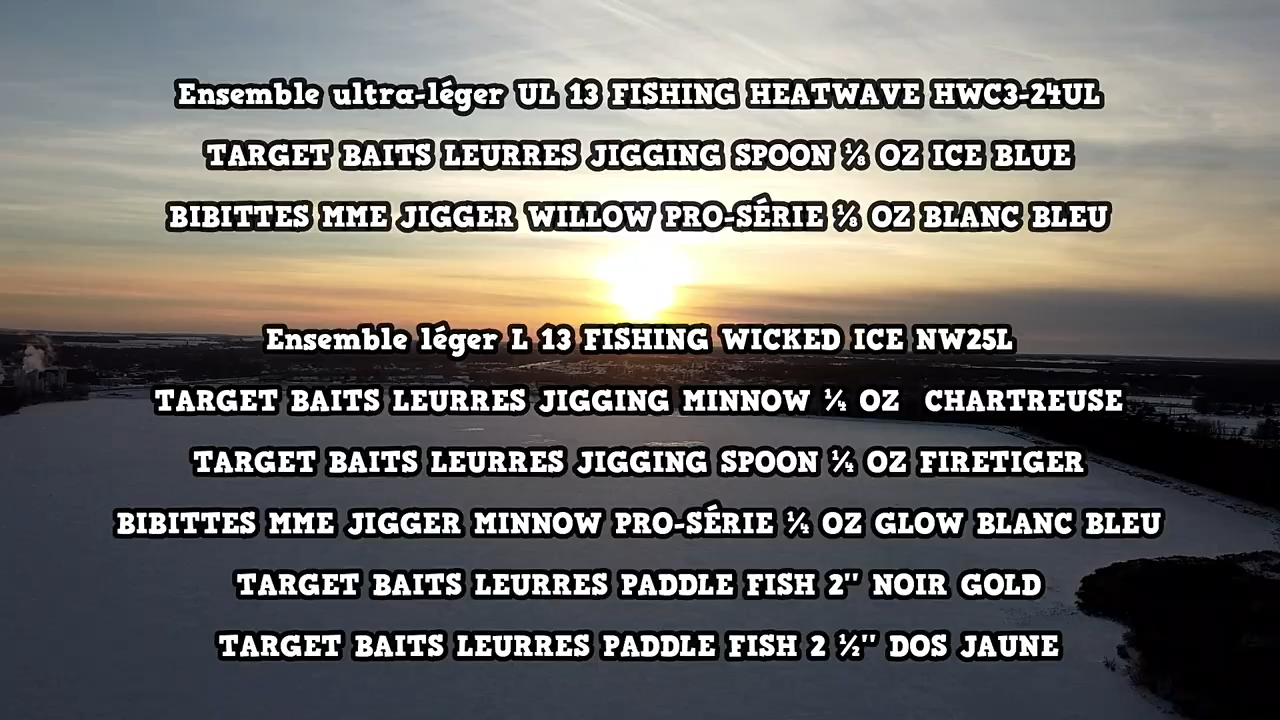 Ensemble ultra-léger UL 13 FISHING HEATWAVE HWC3-24UL
TARGET BAITS LEURRES JIGGING SPOON ⅛ OZ ICE BLUE
BIBITTES MME JIGGER WILLOW PRO-SÉRIE ⅛ OZ BLANC BLEU
Ensemble léger L 13 FISHING WICKED ICE NW25L
TARGET BAITS LEURRES JIGGING MINNOW ¼ OZ  CHARTREUSE
TARGET BAITS LEURRES JIGGING SPOON ¼ OZ FIRETIGER
BIBITTES MME JIGGER MINNOW PRO-SÉRIE ¼ OZ GLOW BLANC BLEU
TARGET BAITS LEURRES PADDLE FISH 2" NOIR GOLD
TARGET BAITS LEURRES PADDLE FISH 2 ½" DOS JAUNE